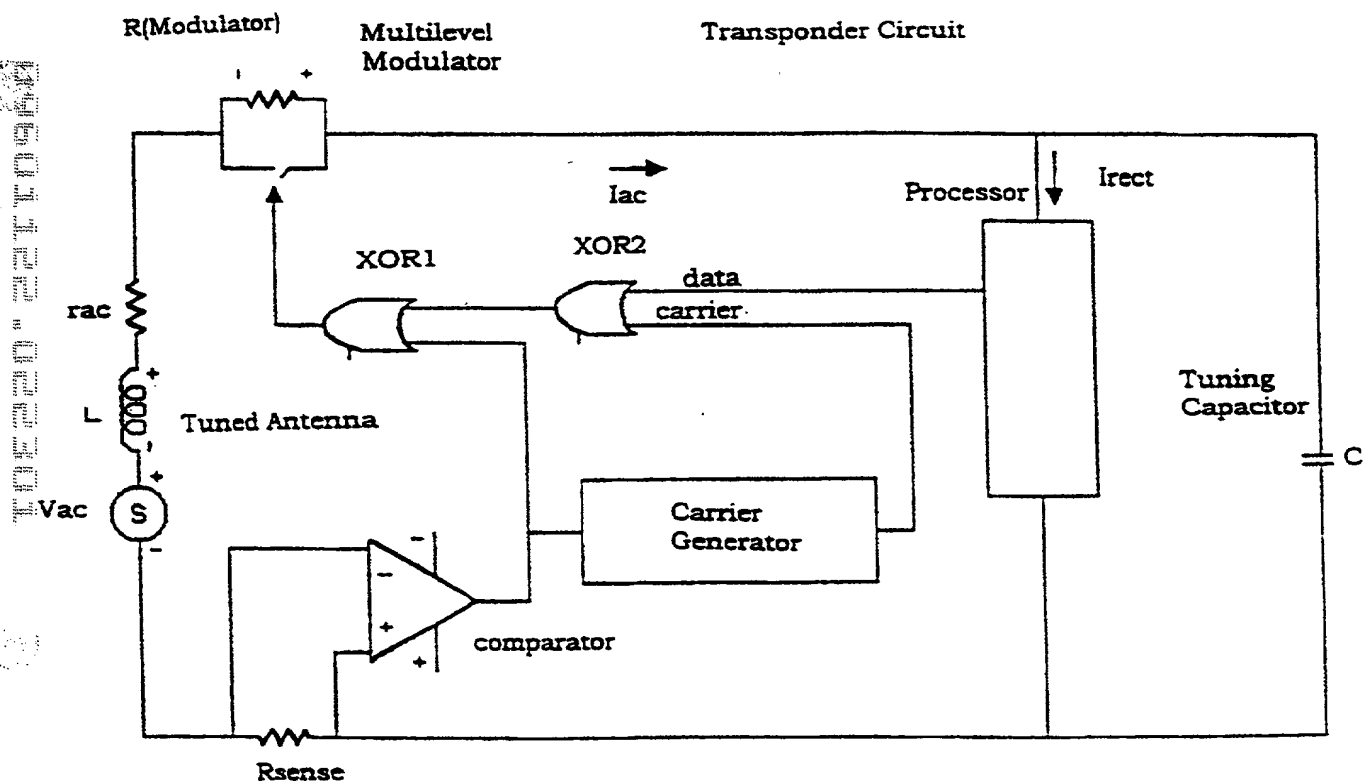 R(Modulator)
Multilevel
Modulator
Transponder Circuit
- +
Iac
Irect
Processor
XOR1
XOR2
data
carrier
rac
+
L
-
Tuned Antenna
+
Vac
S
-
Tuning
Capacitor
C
Carrier
Generator
-
-
+
+
comparator
Rsense